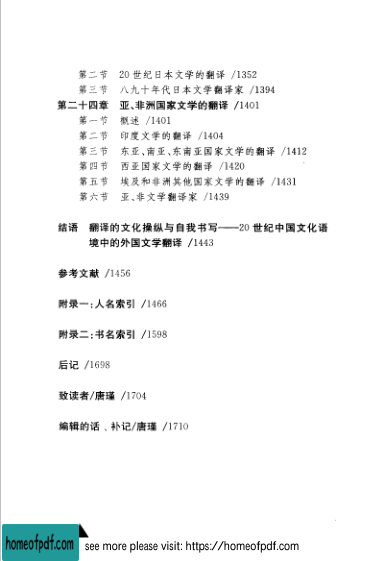 第二节 20世纪日本文学的翻译 /1352
第三节 八九十年代日本文学翻译家 /1394
第二十四章 亚、非洲国家文学的翻译 /1401
第一节 概述 /1401
第二节 印度文学的翻译 /1404
第三节 东亚、南亚、东南亚国家文学的翻译 /1412
第四节 西亚国家文学的翻译 /1420
第五节 埃及和非洲其他国家文学的翻译 /1431
第六节 亚、非文学翻译家 /1439
结语 翻译的文化操纵与自我书写——20世纪中国文化语
境中的外国文学翻译 /1443
参考文献 /1456
附录一:人名索引 /1466
附录二:书名索引 /1598
后记 /1698
致读者/唐瑾 /1704
编辑的话、补记/唐瑾 /1710
homeofpdf.com see more please visit: https://homeofpdf.com